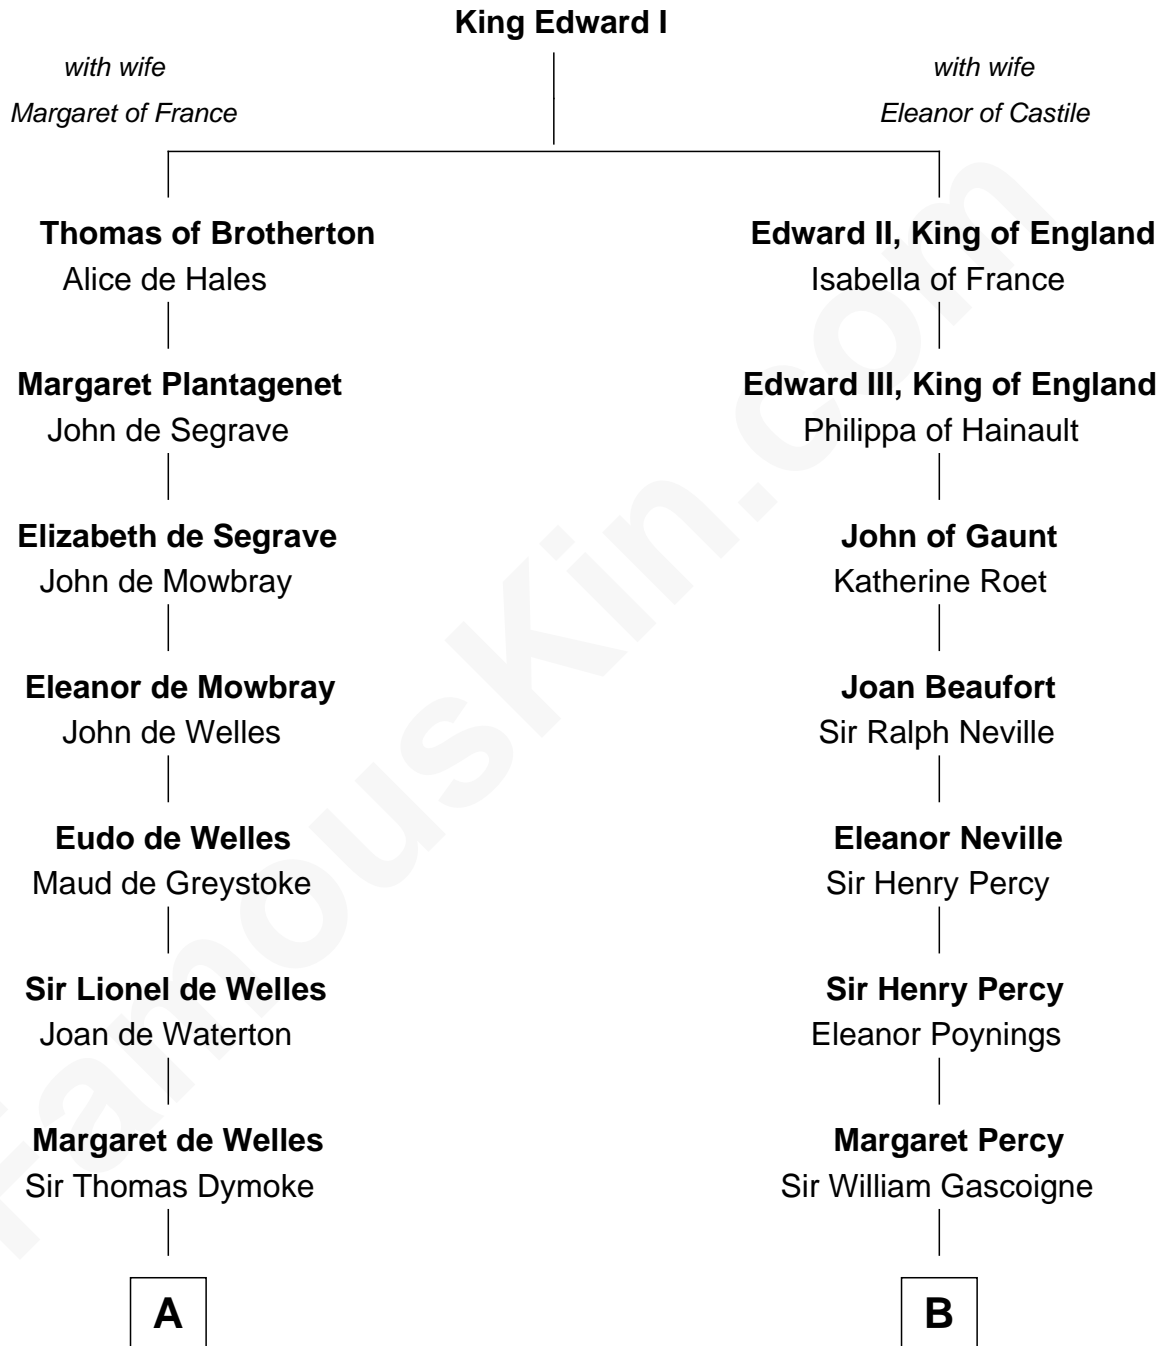 King Edward I
with wife
Margaret of France
with wife
Eleanor of Castile
Thomas of Brotherton
Alice de Hales
Edward II, King of England
Isabella of France
Margaret Plantagenet
John de Segrave
Edward III, King of England
Philippa of Hainault
Elizabeth de Segrave
John de Mowbray
John of Gaunt
Katherine Roet
Eleanor de Mowbray
John de Welles
Joan Beaufort
Sir Ralph Neville
Eudo de Welles
Maud de Greystoke
Eleanor Neville
Sir Henry Percy
Sir Lionel de Welles
Joan de Waterton
Sir Henry Percy
Eleanor Poynings
Margaret de Welles
Sir Thomas Dymoke
Margaret Percy
Sir William Gascoigne
A
B
FamousKin.com